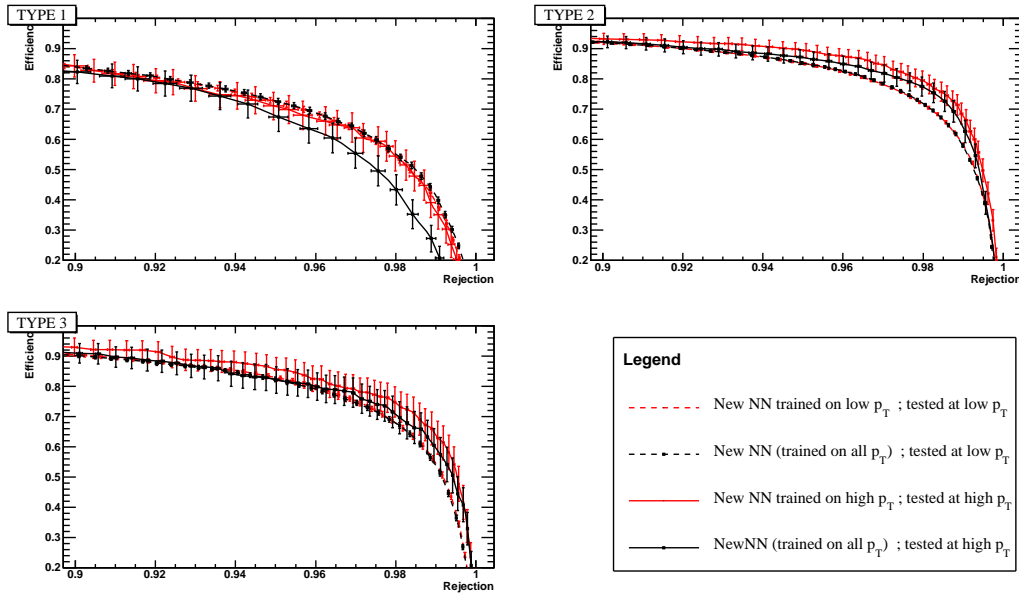 TYPE 1
Efficienc
0.9
0.8
0.7
0.6
0.5
0.4
0.3
0.2
0.9 0.92 0.94 0.96 0.98 1
Rejection
TYPE 2
Efficienc
0.9
0.8
0.7
0.6
0.5
0.4
0.3
0.2
0.9 0.92 0.94 0.96 0.98 1
Rejection
TYPE 3
Efficienc
0.9
0.8
0.7
0.6
0.5
0.4
0.3
0.2
0.9 0.92 0.94 0.96 0.98 1
Rejection
Legend
New NN trained on low pT ; tested at low pT
New NN (trained on all pT) ; tested at low pT
New NN trained on high pT ; tested at high pT
NewNN (trained on all pT) ; tested at high pT